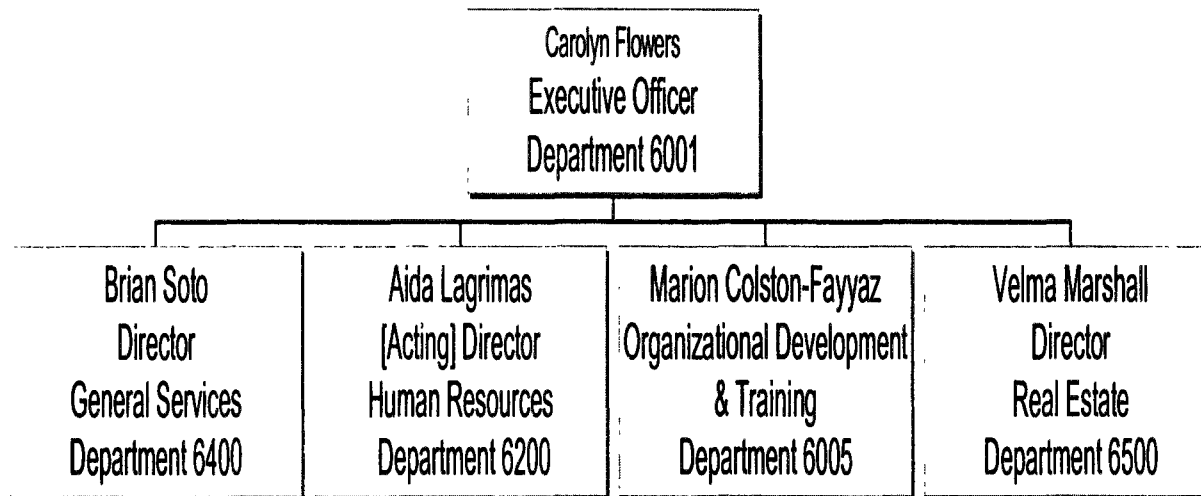 Carolyn Flowers
Executive Officer
Department 6001
Brian Soto
Director
General Services
Department 6400
Aida Lagrimas
[Acting] Director
Human Resources
Department 6200
Marion Colston-Fayyaz
Organizational Development
& Training
Department 6005
Velma Marshall
Director
Real Estate
Department 6500